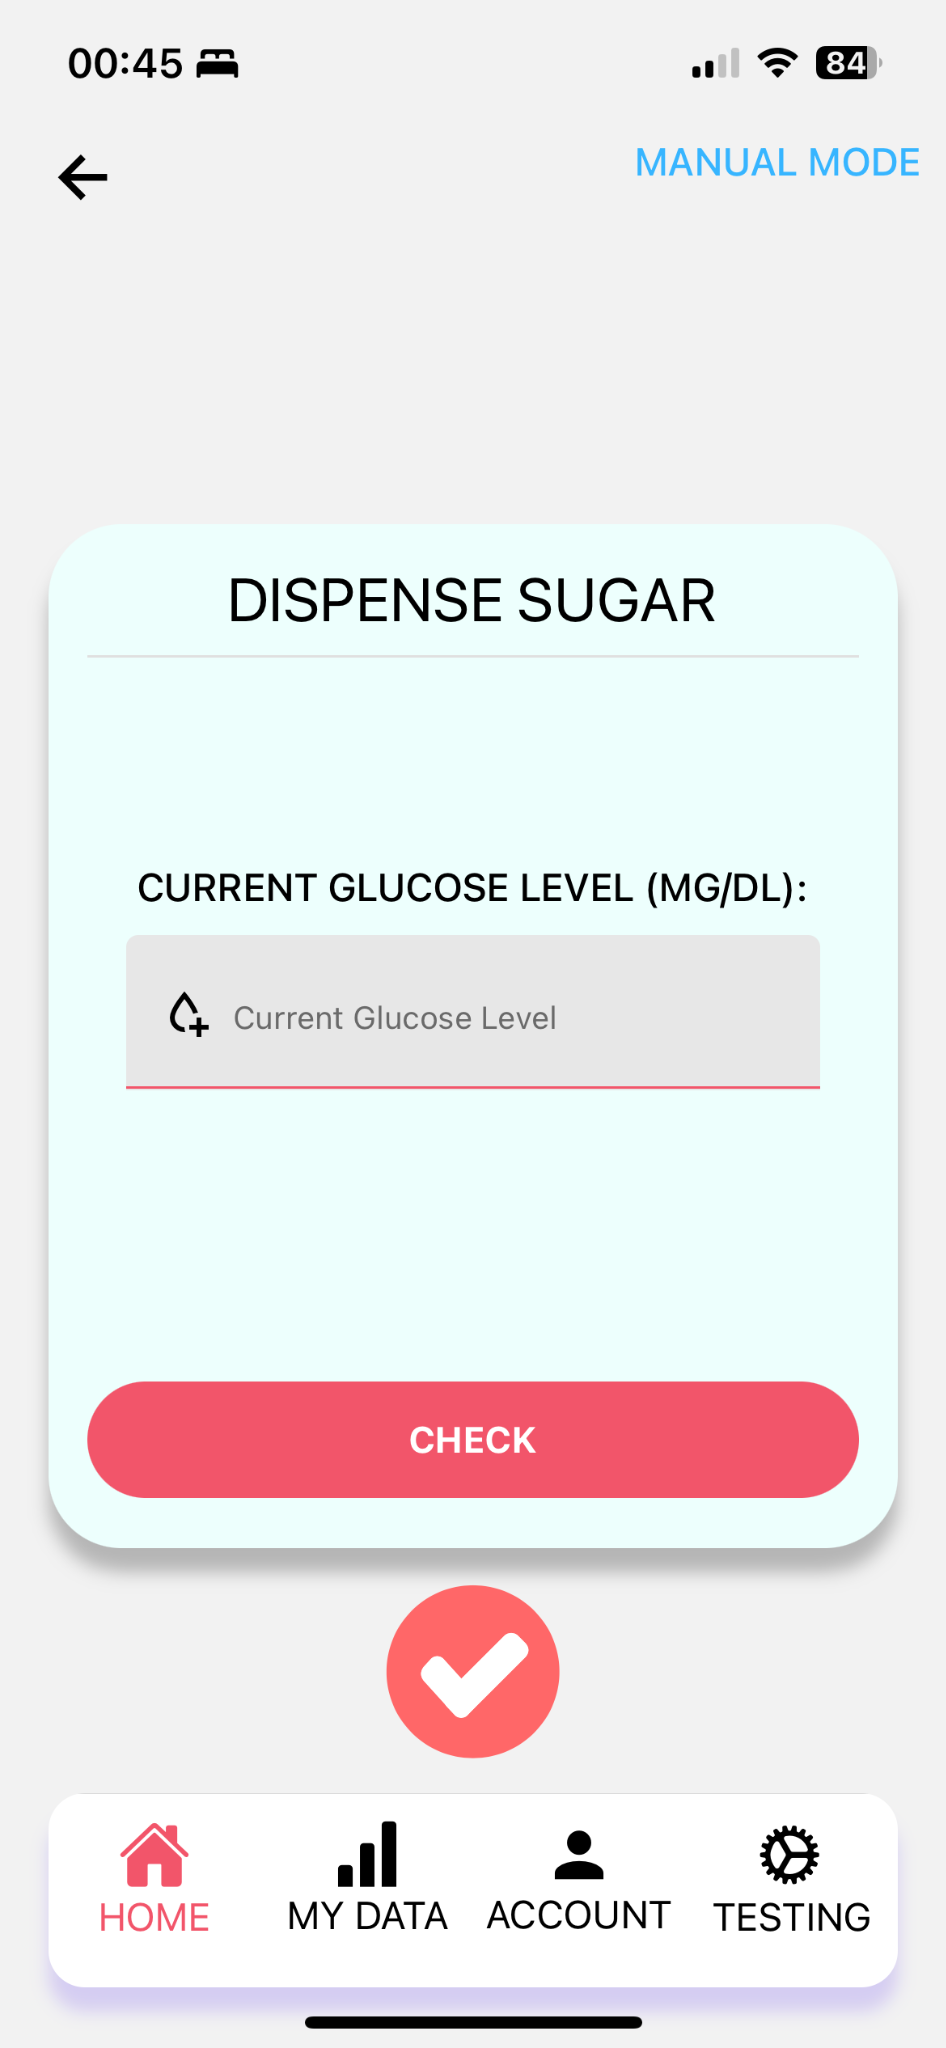 00:45
84
MANUAL MODE
DISPENSE SUGAR
CURRENT GLUCOSE LEVEL (MG/DL):
Current Glucose Level
CHECK
HOME
MY DATA
ACCOUNT
TESTING